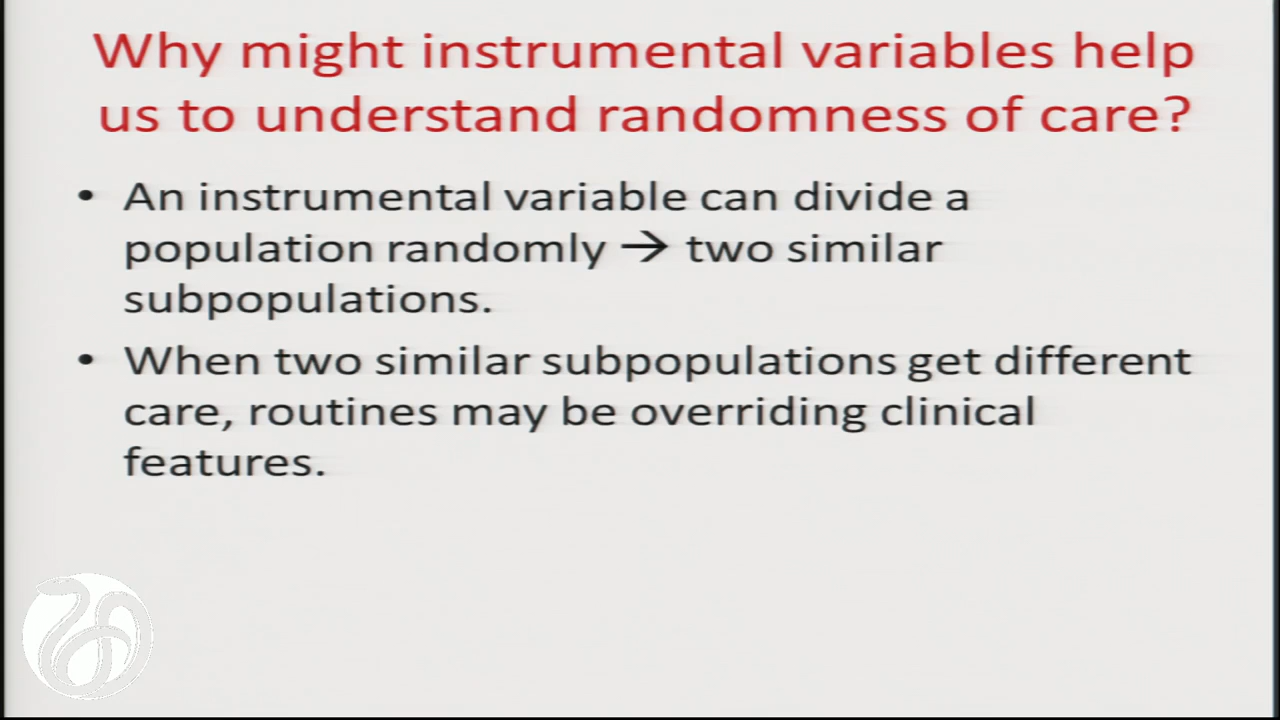 Why might instrumental variables help
us to understand randomness of care?
• An instrumental variable can divide a
population randomly → two similar
subpopulations.
• When two similar subpopulations get different
care, routines may be overriding clinical
features.